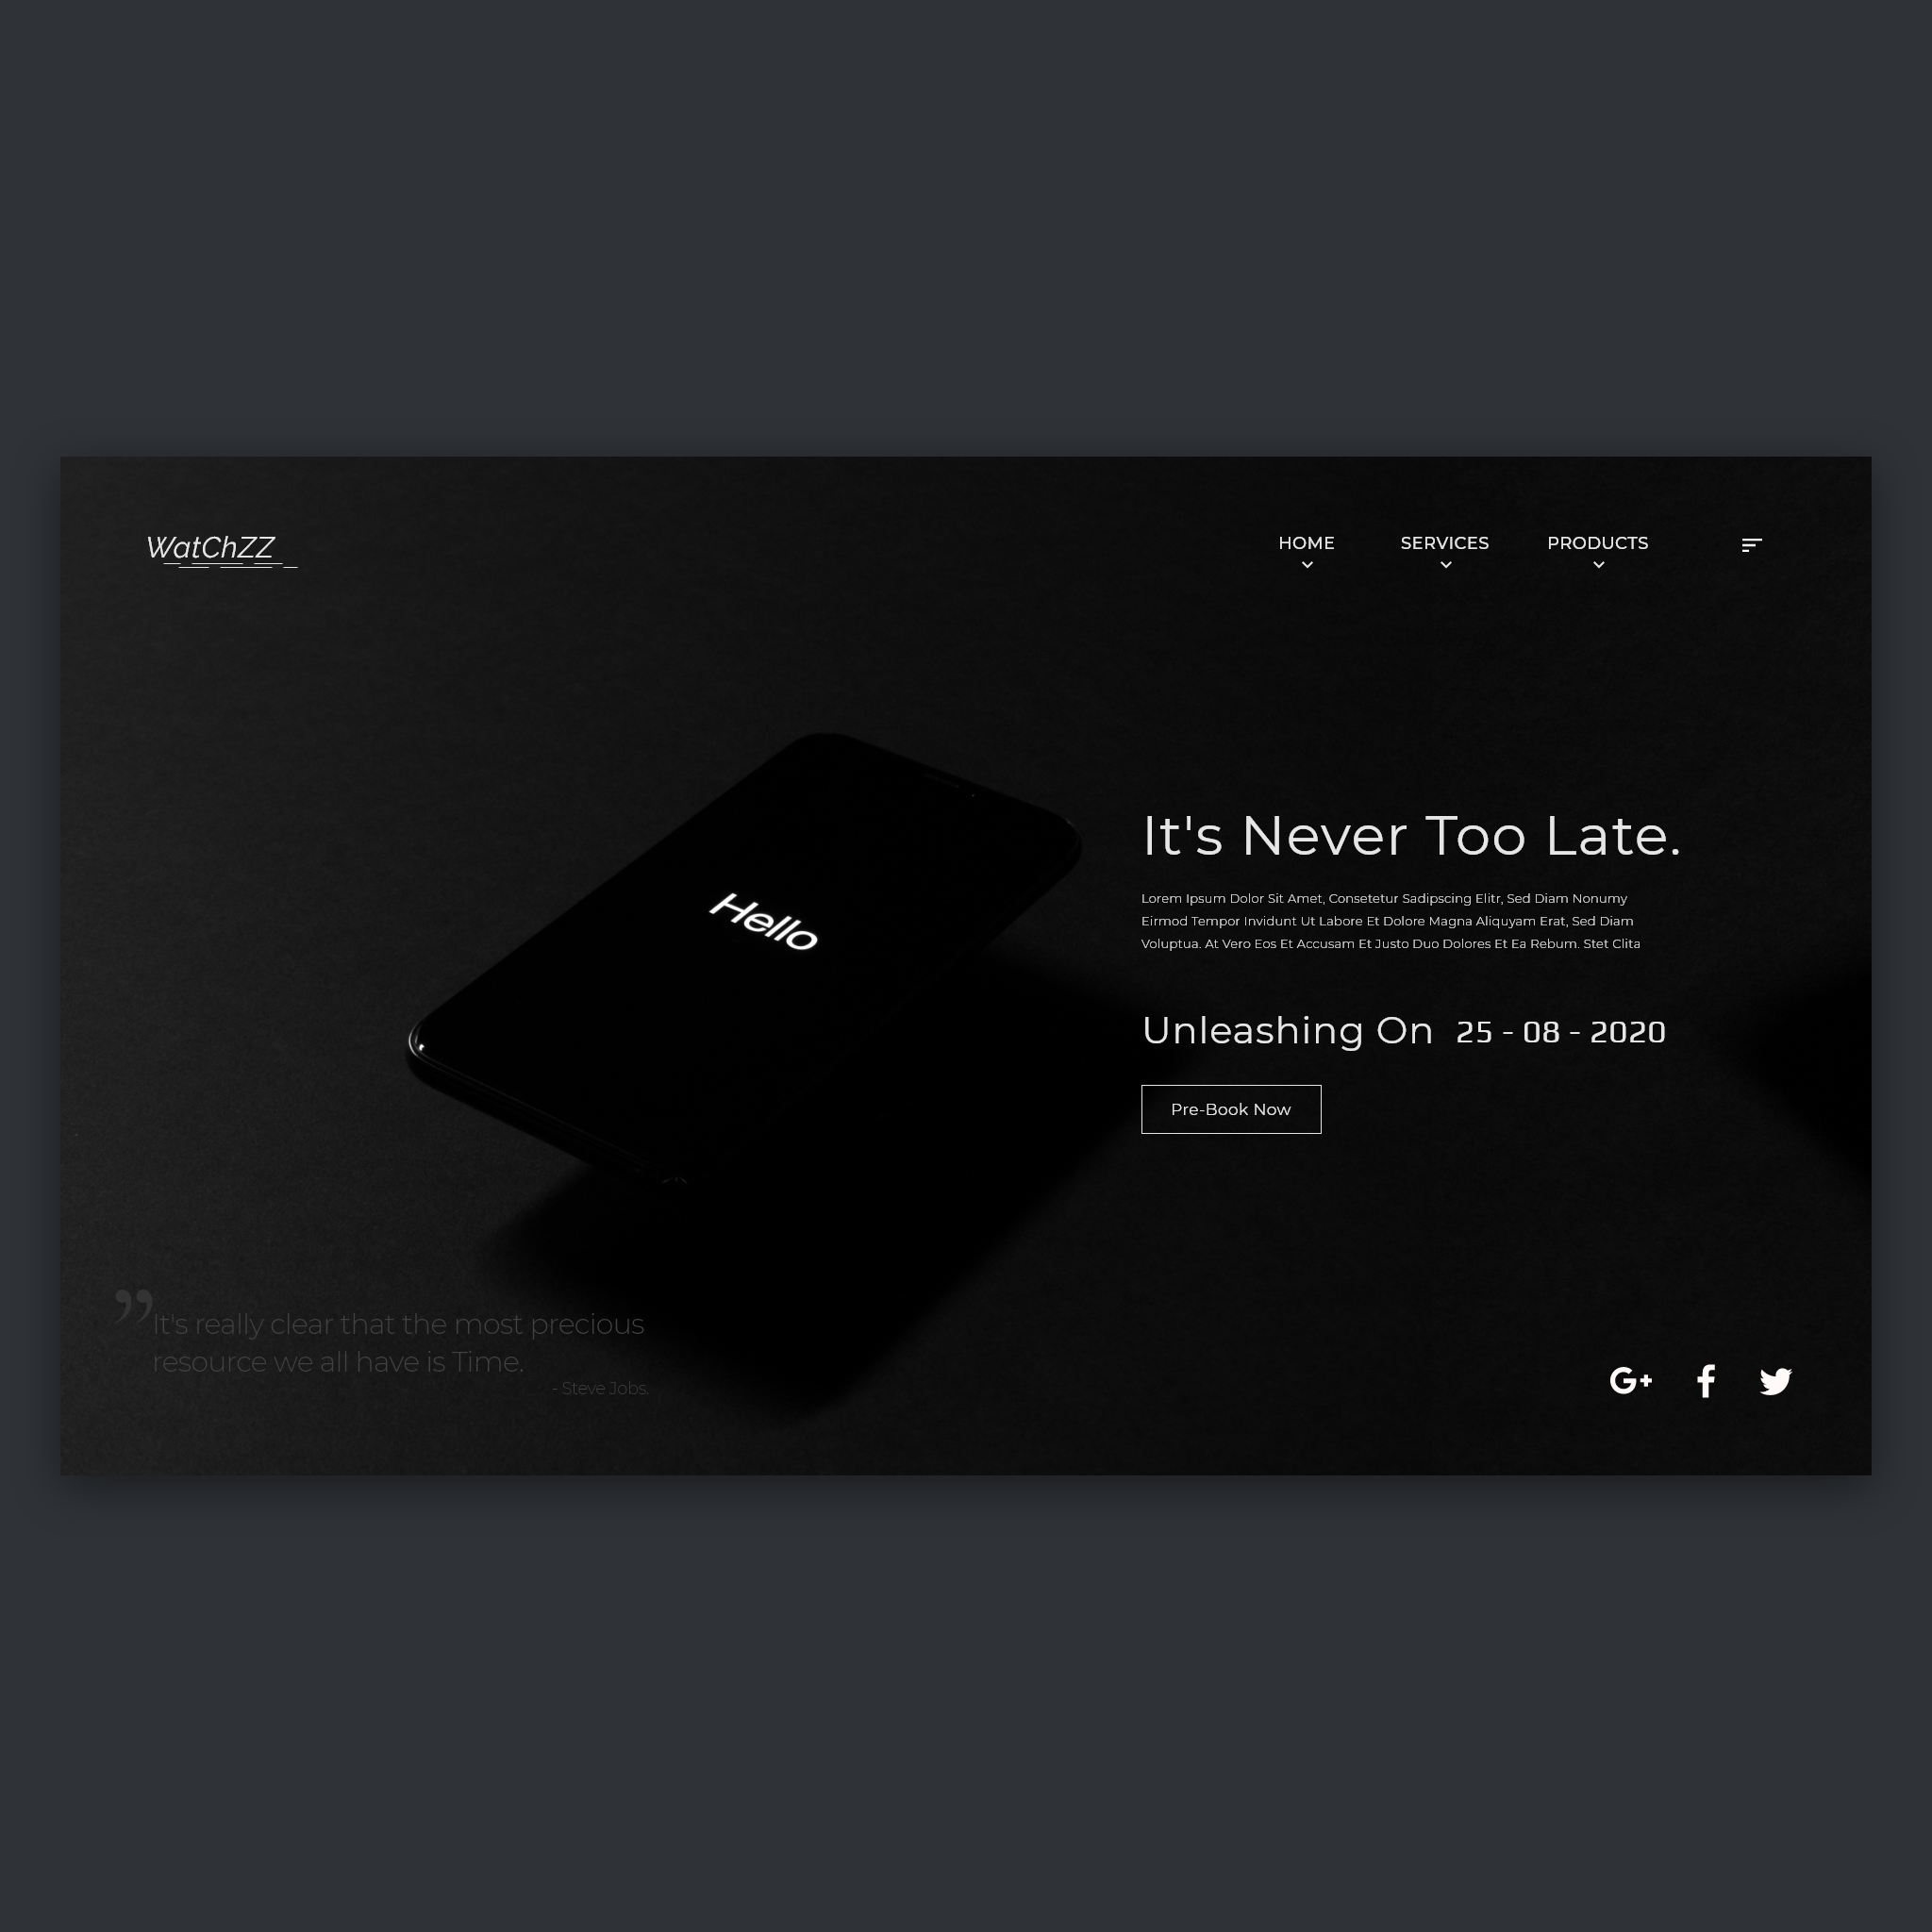 WatChZZ
HOME
SERVICES
PRODUCTS
Hello
It's Never Too Late.
Lorem Ipsum Dolor Sit Amet, Consetetur Sadipscing Elitr, Sed Diam Nonumy
Eirmod Tempor Invidunt Ut Labore Et Dolore Magna Aliquyam Erat, Sed Diam
Voluptua. At Vero Eos Et Accusam Et Justo Duo Dolores Et Ea Rebum. Stet Clita
Unleashing On 25 - 08 - 2020
Pre-Book Now
”It's really clear that the most precious
resource we all have is Time.
- Steve Jobs.
G+ f